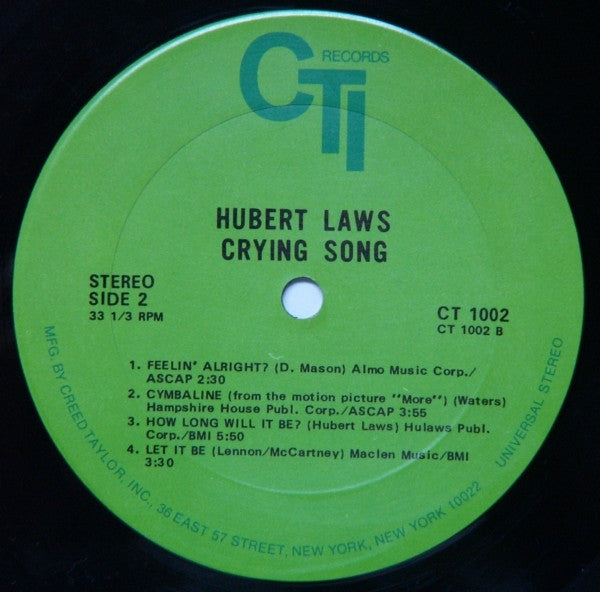 CTI RECORDS
HUBERT LAWS
CRYING SONG
STEREO
SIDE 2
33 1/3 RPM
CT 1002
CT 1002 B
1. FEELIN' ALRIGHT? (D. Mason) Almo Music Corp./
ASCAP 2:30
2. CYMBALINE (from the motion picture "More") (Waters)
Hampshire House Publ. Corp./ASCAP 3:55
3. HOW LONG WILL IT BE? (Hubert Laws) Hulaws Publ.
Corp./BMI 5:50
4. LET IT BE (Lennon/McCartney) Maclen Music/BMI
3:30
MFG. BY CREED TAYLOR, INC., 36 EAST 57 STREET, NEW YORK, NEW YORK 10022
UNIVERSAL STEREO